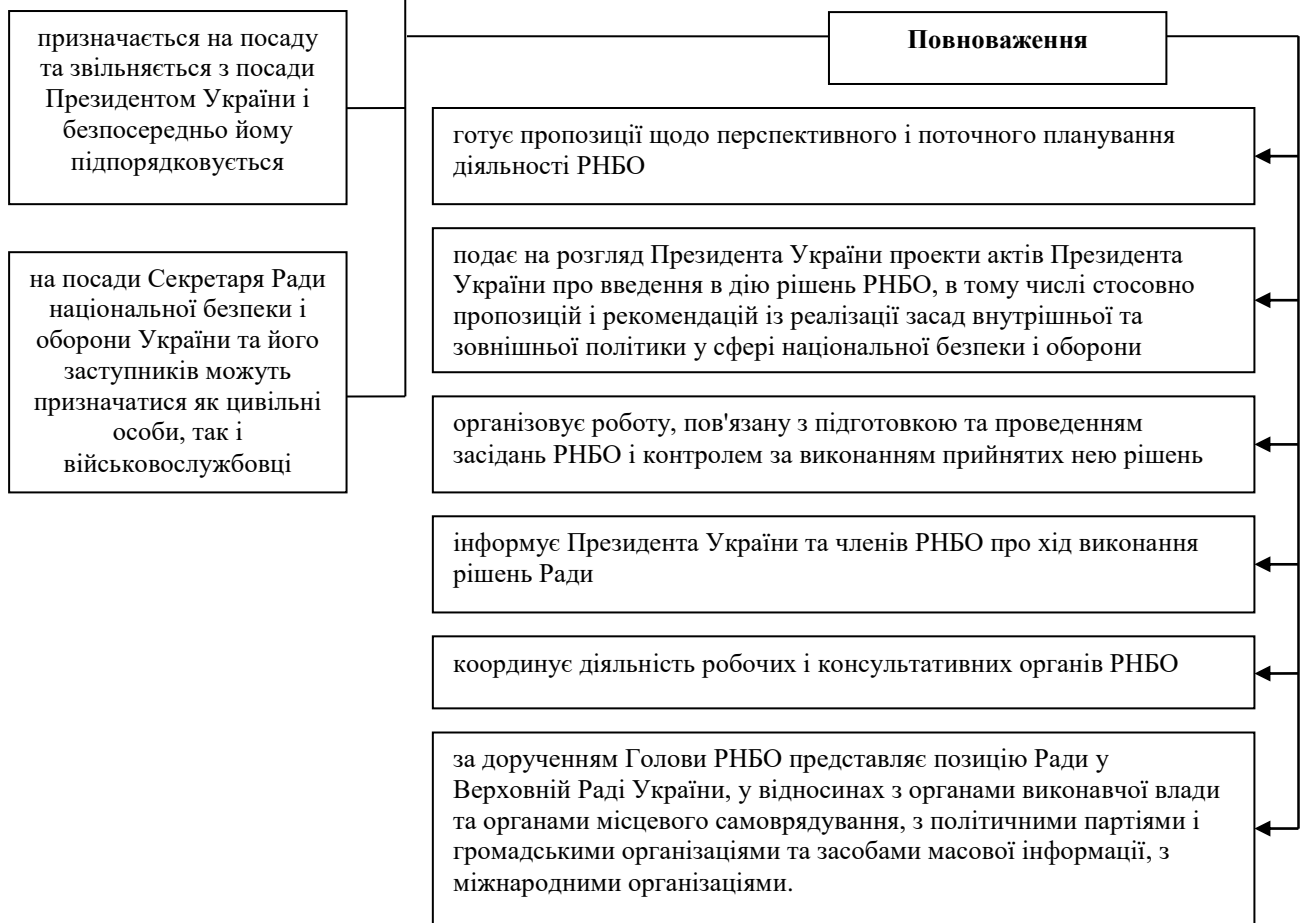 призначається на посаду
та звільняється з посади
Президентом України і
безпосередньо йому
підпорядковується
на посади Секретаря Ради
національної безпеки і
оборони України та його
заступників можуть
призначатися як цивільні
особи, так і
військовослужбовці
Повноваження
готує пропозиції щодо перспективного і поточного планування
діяльності РНБО
подає на розгляд Президента України проекти актів Президента
України про введення в дію рішень РНБО, в тому числі стосовно
пропозицій і рекомендацій із реалізації засад внутрішньої та
зовнішньої політики у сфері національної безпеки і оборони
організовує роботу, пов'язану з підготовкою та проведенням
засідань РНБО і контролем за виконанням прийнятих нею рішень
інформує Президента України та членів РНБО про хід виконання
рішень Ради
координує діяльність робочих і консультативних органів РНБО
за дорученням Голови РНБО представляє позицію Ради у
Верховній Раді України, у відносинах з органами виконавчої влади
та органами місцевого самоврядування, з політичними партіями і
громадськими організаціями та засобами масової інформації, з
міжнародними організаціями.